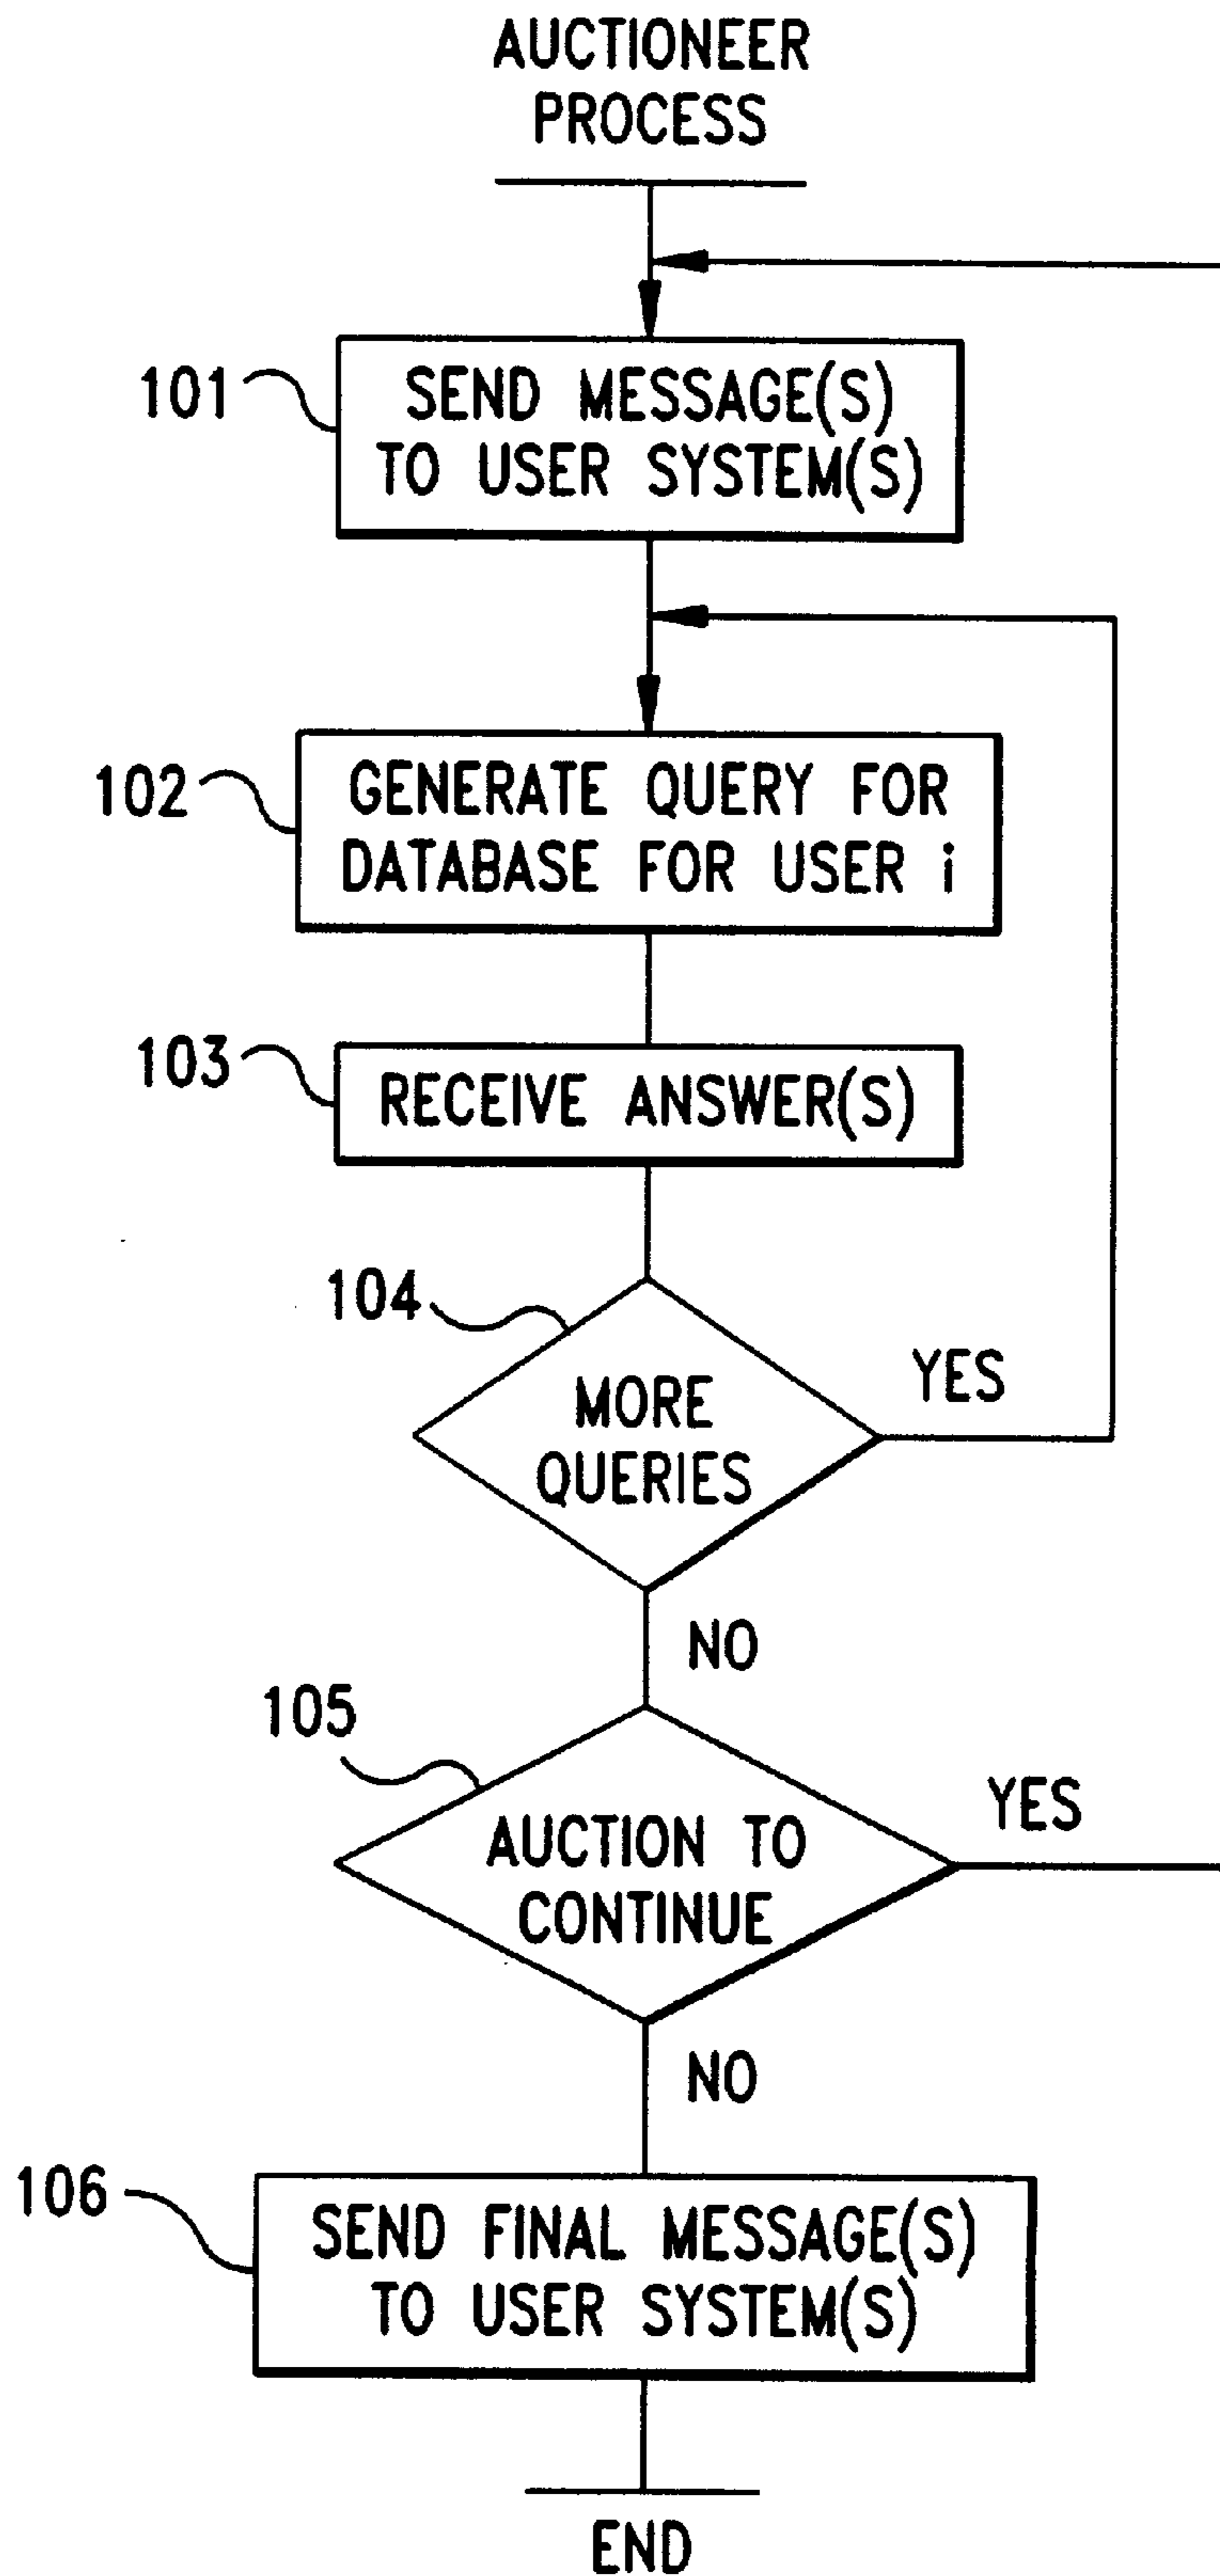 AUCTIONEER
PROCESS
101
SEND MESSAGE(S)
TO USER SYSTEM(S)
102
GENERATE QUERY FOR
DATABASE FOR USER i
103
RECEIVE ANSWER(S)
104
MORE
QUERIES
YES
NO
105
AUCTION TO
CONTINUE
YES
NO
106
SEND FINAL MESSAGE(S)
TO USER SYSTEM(S)
END